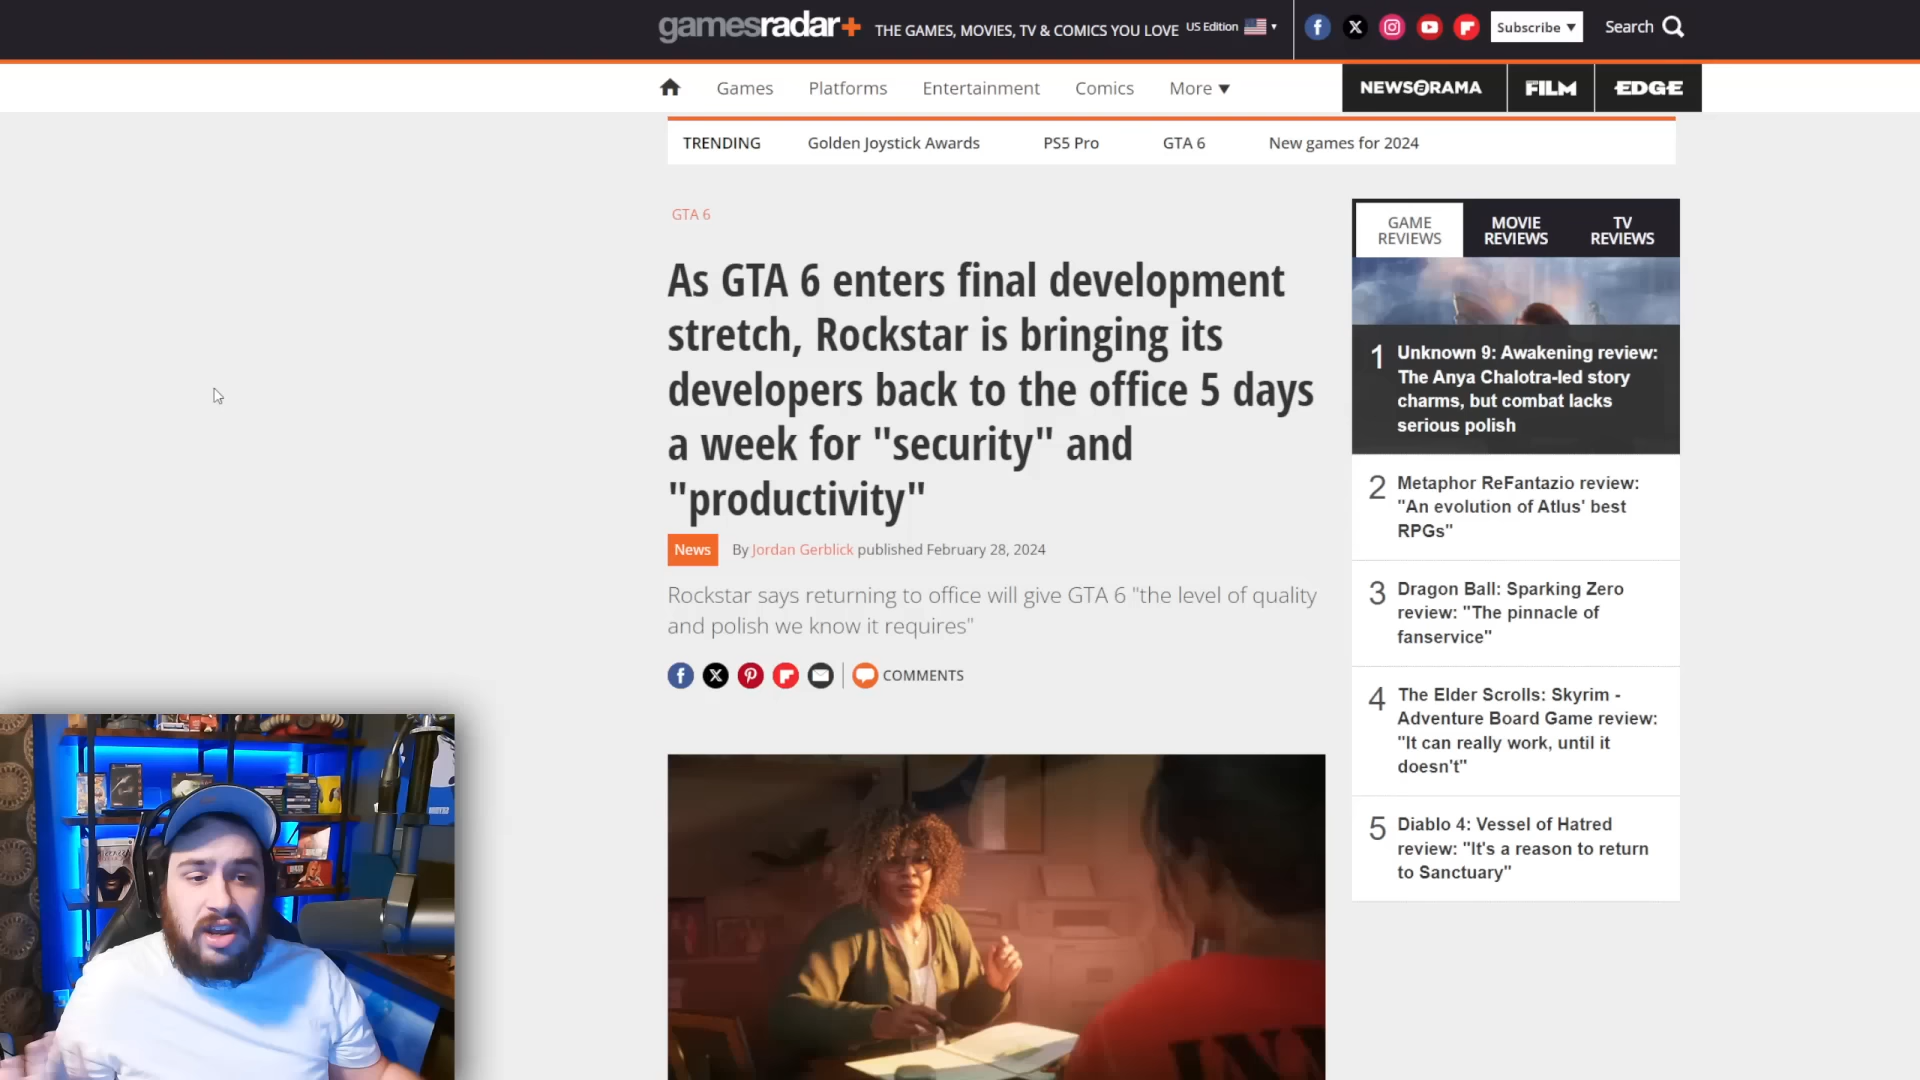 gamesradar+ THE GAMES, MOVIES, TV & COMICS YOU LOVE US Edition Subscribe ▼ Search
Games Platforms Entertainment Comics More ▼ NEWSARAMA FILM EDGE
TRENDING Golden Joystick Awards PS5 Pro GTA 6 New games for 2024
GTA 6
As GTA 6 enters final development
stretch, Rockstar is bringing its
developers back to the office 5 days
a week for "security" and
"productivity"
News By Jordan Gerblick published February 28, 2024
Rockstar says returning to office will give GTA 6 "the level of quality
and polish we know it requires"
COMMENTS
GAME
REVIEWS
MOVIE
REVIEWS
TV
REVIEWS
1 Unknown 9: Awakening review:
The Anya Chalotra-led story
charms, but combat lacks
serious polish
2 Metaphor ReFantazio review:
"An evolution of Atlus' best
RPGs"
3 Dragon Ball: Sparking Zero
review: "The pinnacle of
fanservice"
4 The Elder Scrolls: Skyrim -
Adventure Board Game review:
"It can really work, until it
doesn't"
5 Diablo 4: Vessel of Hatred
review: "It's a reason to return
to Sanctuary"